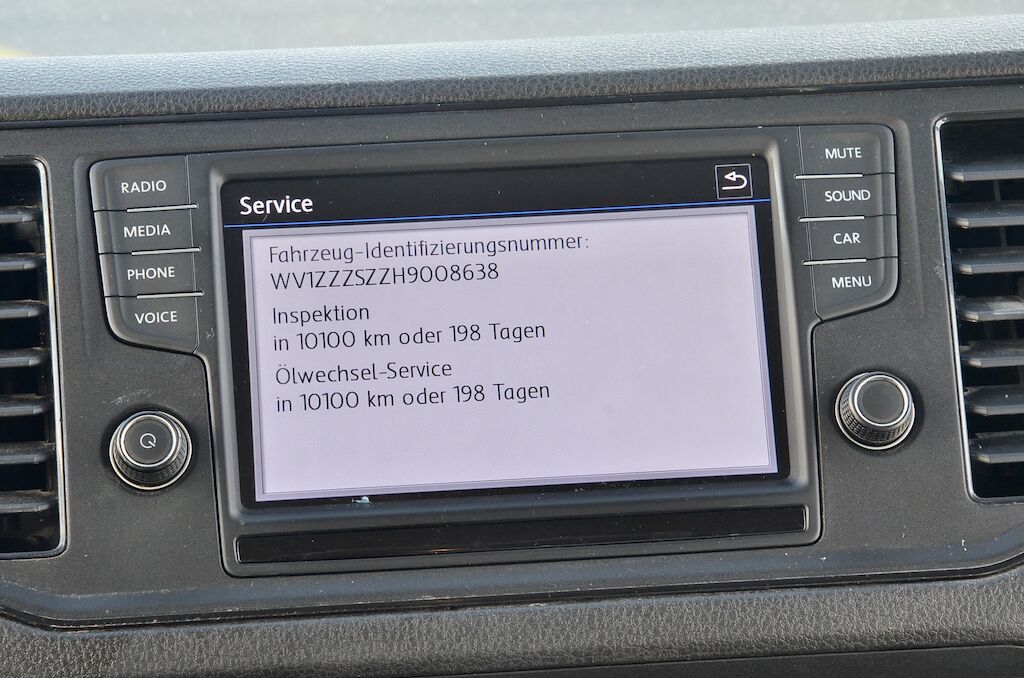 RADIO
MEDIA
PHONE
VOICE
Service
Fahrzeug-Identifizierungsnummer:
WV1ZZZSZZH9008638
Inspektion
in 10100 km oder 198 Tagen
Ölwechsel-Service
in 10100 km oder 198 Tagen
MUTE
SOUND
CAR
MENU